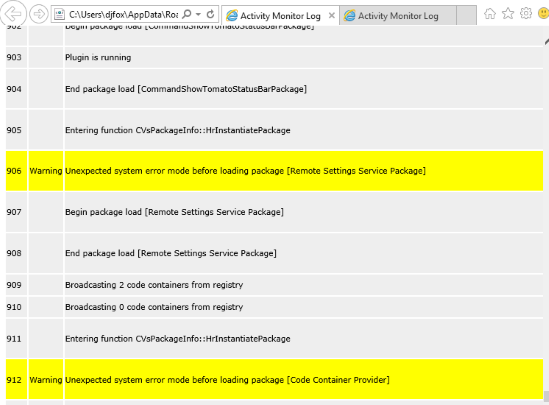 C:\Users\djfox\AppData\Roa
Activity Monitor Log
Activity Monitor Log
902 Begin package load [CommandShowTomatoStatusBarPackage]
903 Plugin is running
904 End package load [CommandShowTomatoStatusBarPackage]
905 Entering function CVsPackageInfo::HrInstantiatePackage
906 Warning Unexpected system error mode before loading package [Remote Settings Service Package]
907 Begin package load [Remote Settings Service Package]
908 End package load [Remote Settings Service Package]
909 Broadcasting 2 code containers from registry
910 Broadcasting 0 code containers from registry
911 Entering function CVsPackageInfo::HrInstantiatePackage
912 Warning Unexpected system error mode before loading package [Code Container Provider]